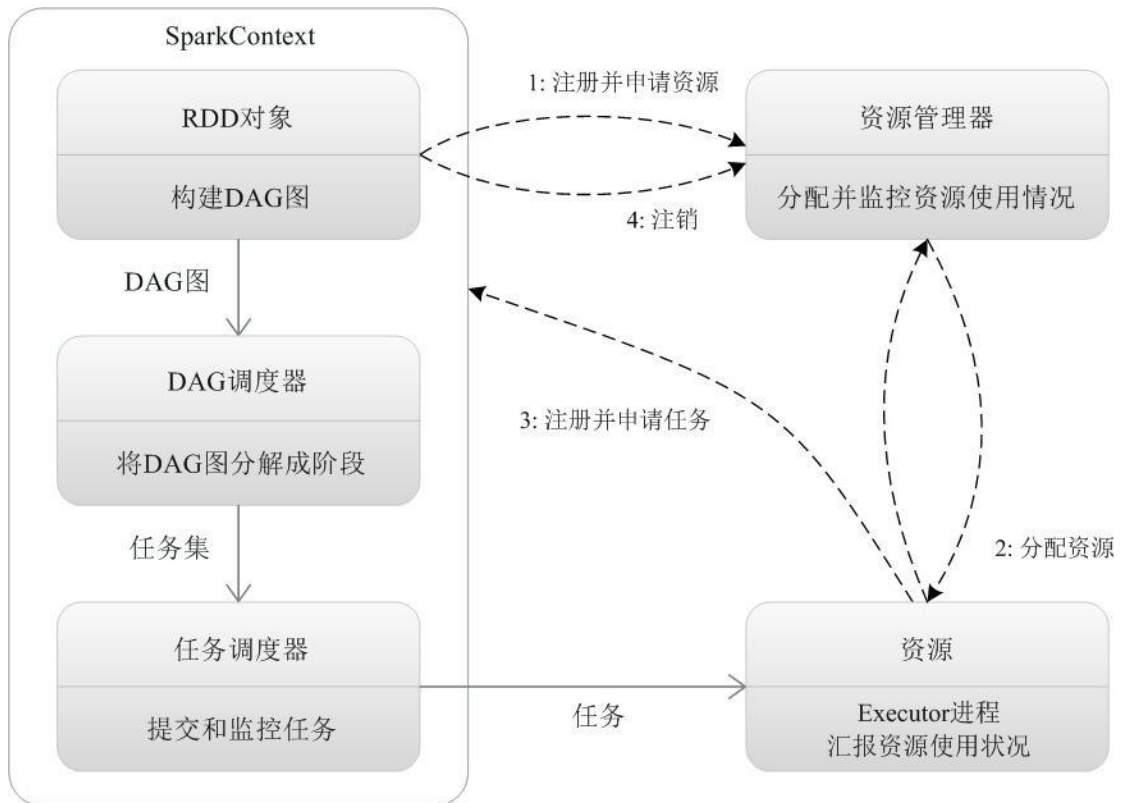 SparkContext
RDD对象
构建DAG图
DAG图
DAG调度器
将DAG图分解成阶段
任务集
任务调度器
提交和监控任务
1: 注册并申请资源
4: 注销
资源管理器
分配并监控资源使用情况
3: 注册并申请任务
2: 分配资源
任务
资源
Executor进程
汇报资源使用状况